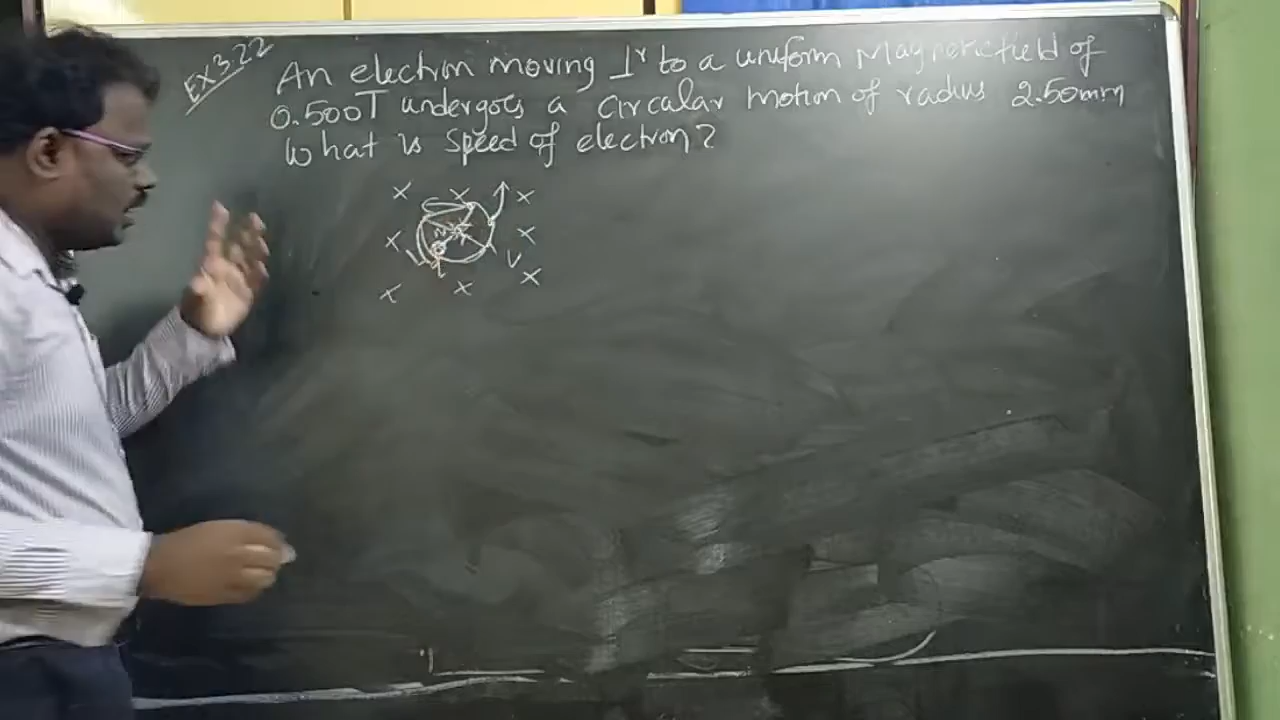 EX 3.22
An electron moving ⊥r to a uniform Magnetic field of
0.500T undergoes a circular motion of radius 2.50mm
What is speed of electron?
x x x
x x
v
x x x